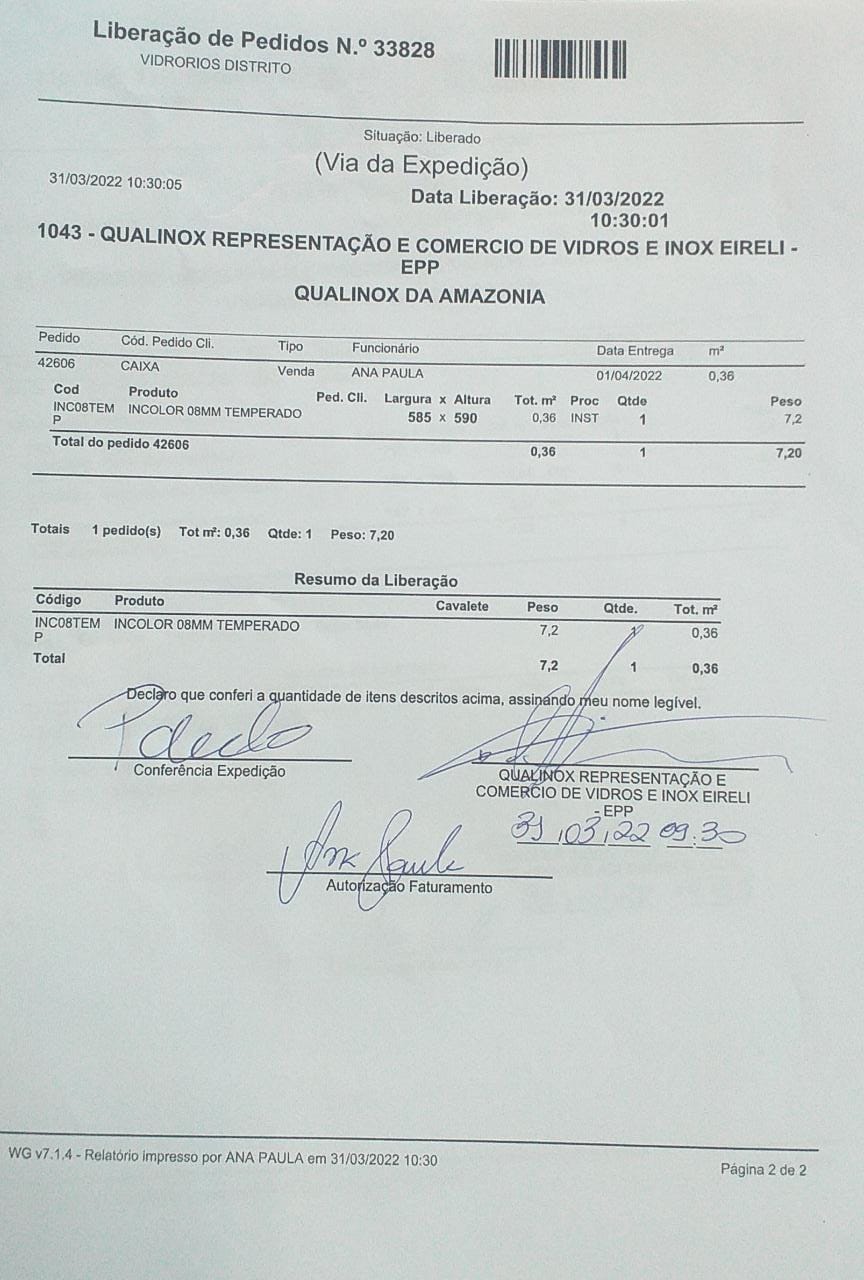 Liberação de Pedidos N.º 33828
VIDRORIOS DISTRITO
Situação: Liberado
(Via da Expedição)
31/03/2022 10:30:05
Data Liberação: 31/03/2022
10:30:01
1043 - QUALINOX REPRESENTAÇÃO E COMERCIO DE VIDROS E INOX EIRELI -
EPP
QUALINOX DA AMAZONIA
Pedido Cód. Pedido Cli. Tipo Funcionário Data Entrega m²
42606 CAIXA Venda ANA PAULA 01/04/2022 0,36
Cod Produto Ped. Cli. Largura x Altura Tot. m² Proc Qtde Peso
INC08TEM INCOLOR 08MM TEMPERADO 585 x 590 0,36 INST 1 7,2
P
Total do pedido 42606 0,36 1 7,20
Totais 1 pedido(s) Tot m²: 0,36 Qtde: 1 Peso: 7,20
Resumo da Liberação
Código Produto Cavalete Peso Qtde. Tot. m²
INC08TEM INCOLOR 08MM TEMPERADO 7,2 1 0,36
P
Total 7,2 1 0,36
Declaro que conferi a quantidade de itens descritos acima, assinando meu nome legível.
Conferência Expedição
QUALINOX REPRESENTAÇÃO E
COMERCIO DE VIDROS E INOX EIRELI
- EPP
31/03/22 09:30
Ana Paula
Autorização Faturamento
WG v7.1.4 - Relatório impresso por ANA PAULA em 31/03/2022 10:30
Página 2 de 2